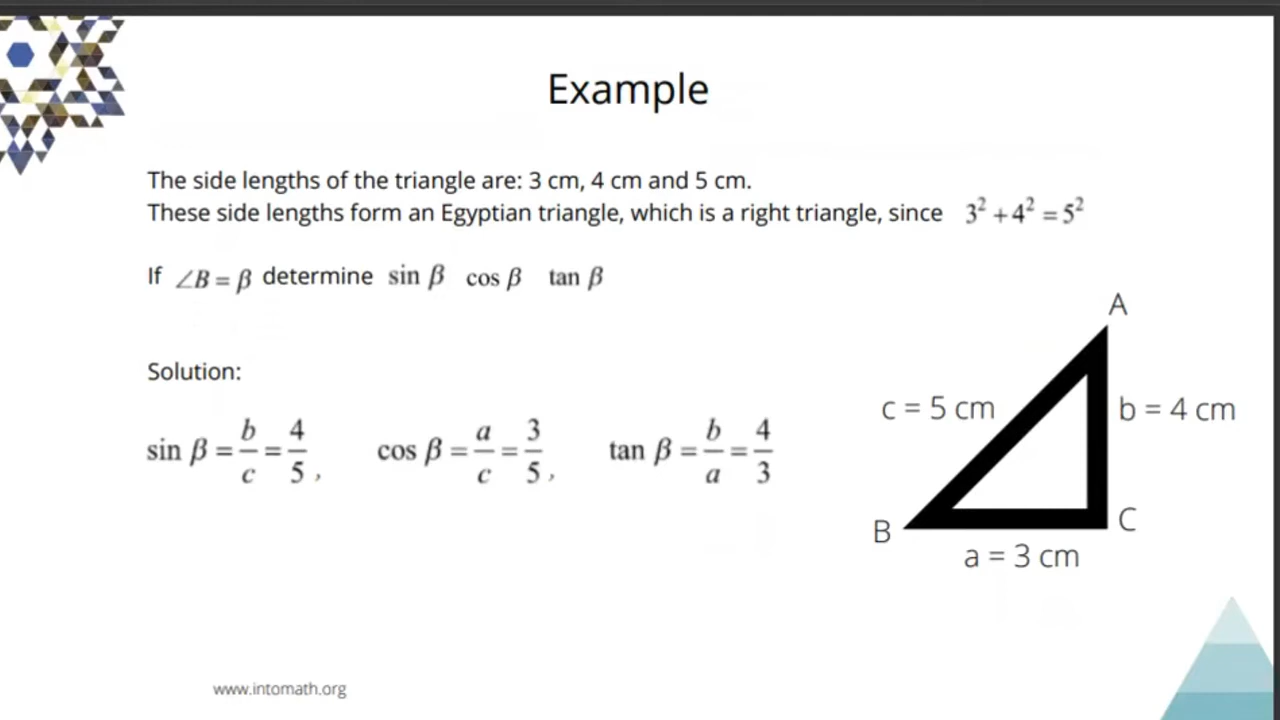 Example
The side lengths of the triangle are: 3 cm, 4 cm and 5 cm.
These side lengths form an Egyptian triangle, which is a right triangle, since 3² + 4² = 5²
If ∠B = β determine sin β cos β tan β
Solution:
sin β = b/c = 4/5, cos β = a/c = 3/5, tan β = b/a = 4/3
A
c = 5 cm
b = 4 cm
B
C
a = 3 cm
www.intomath.org